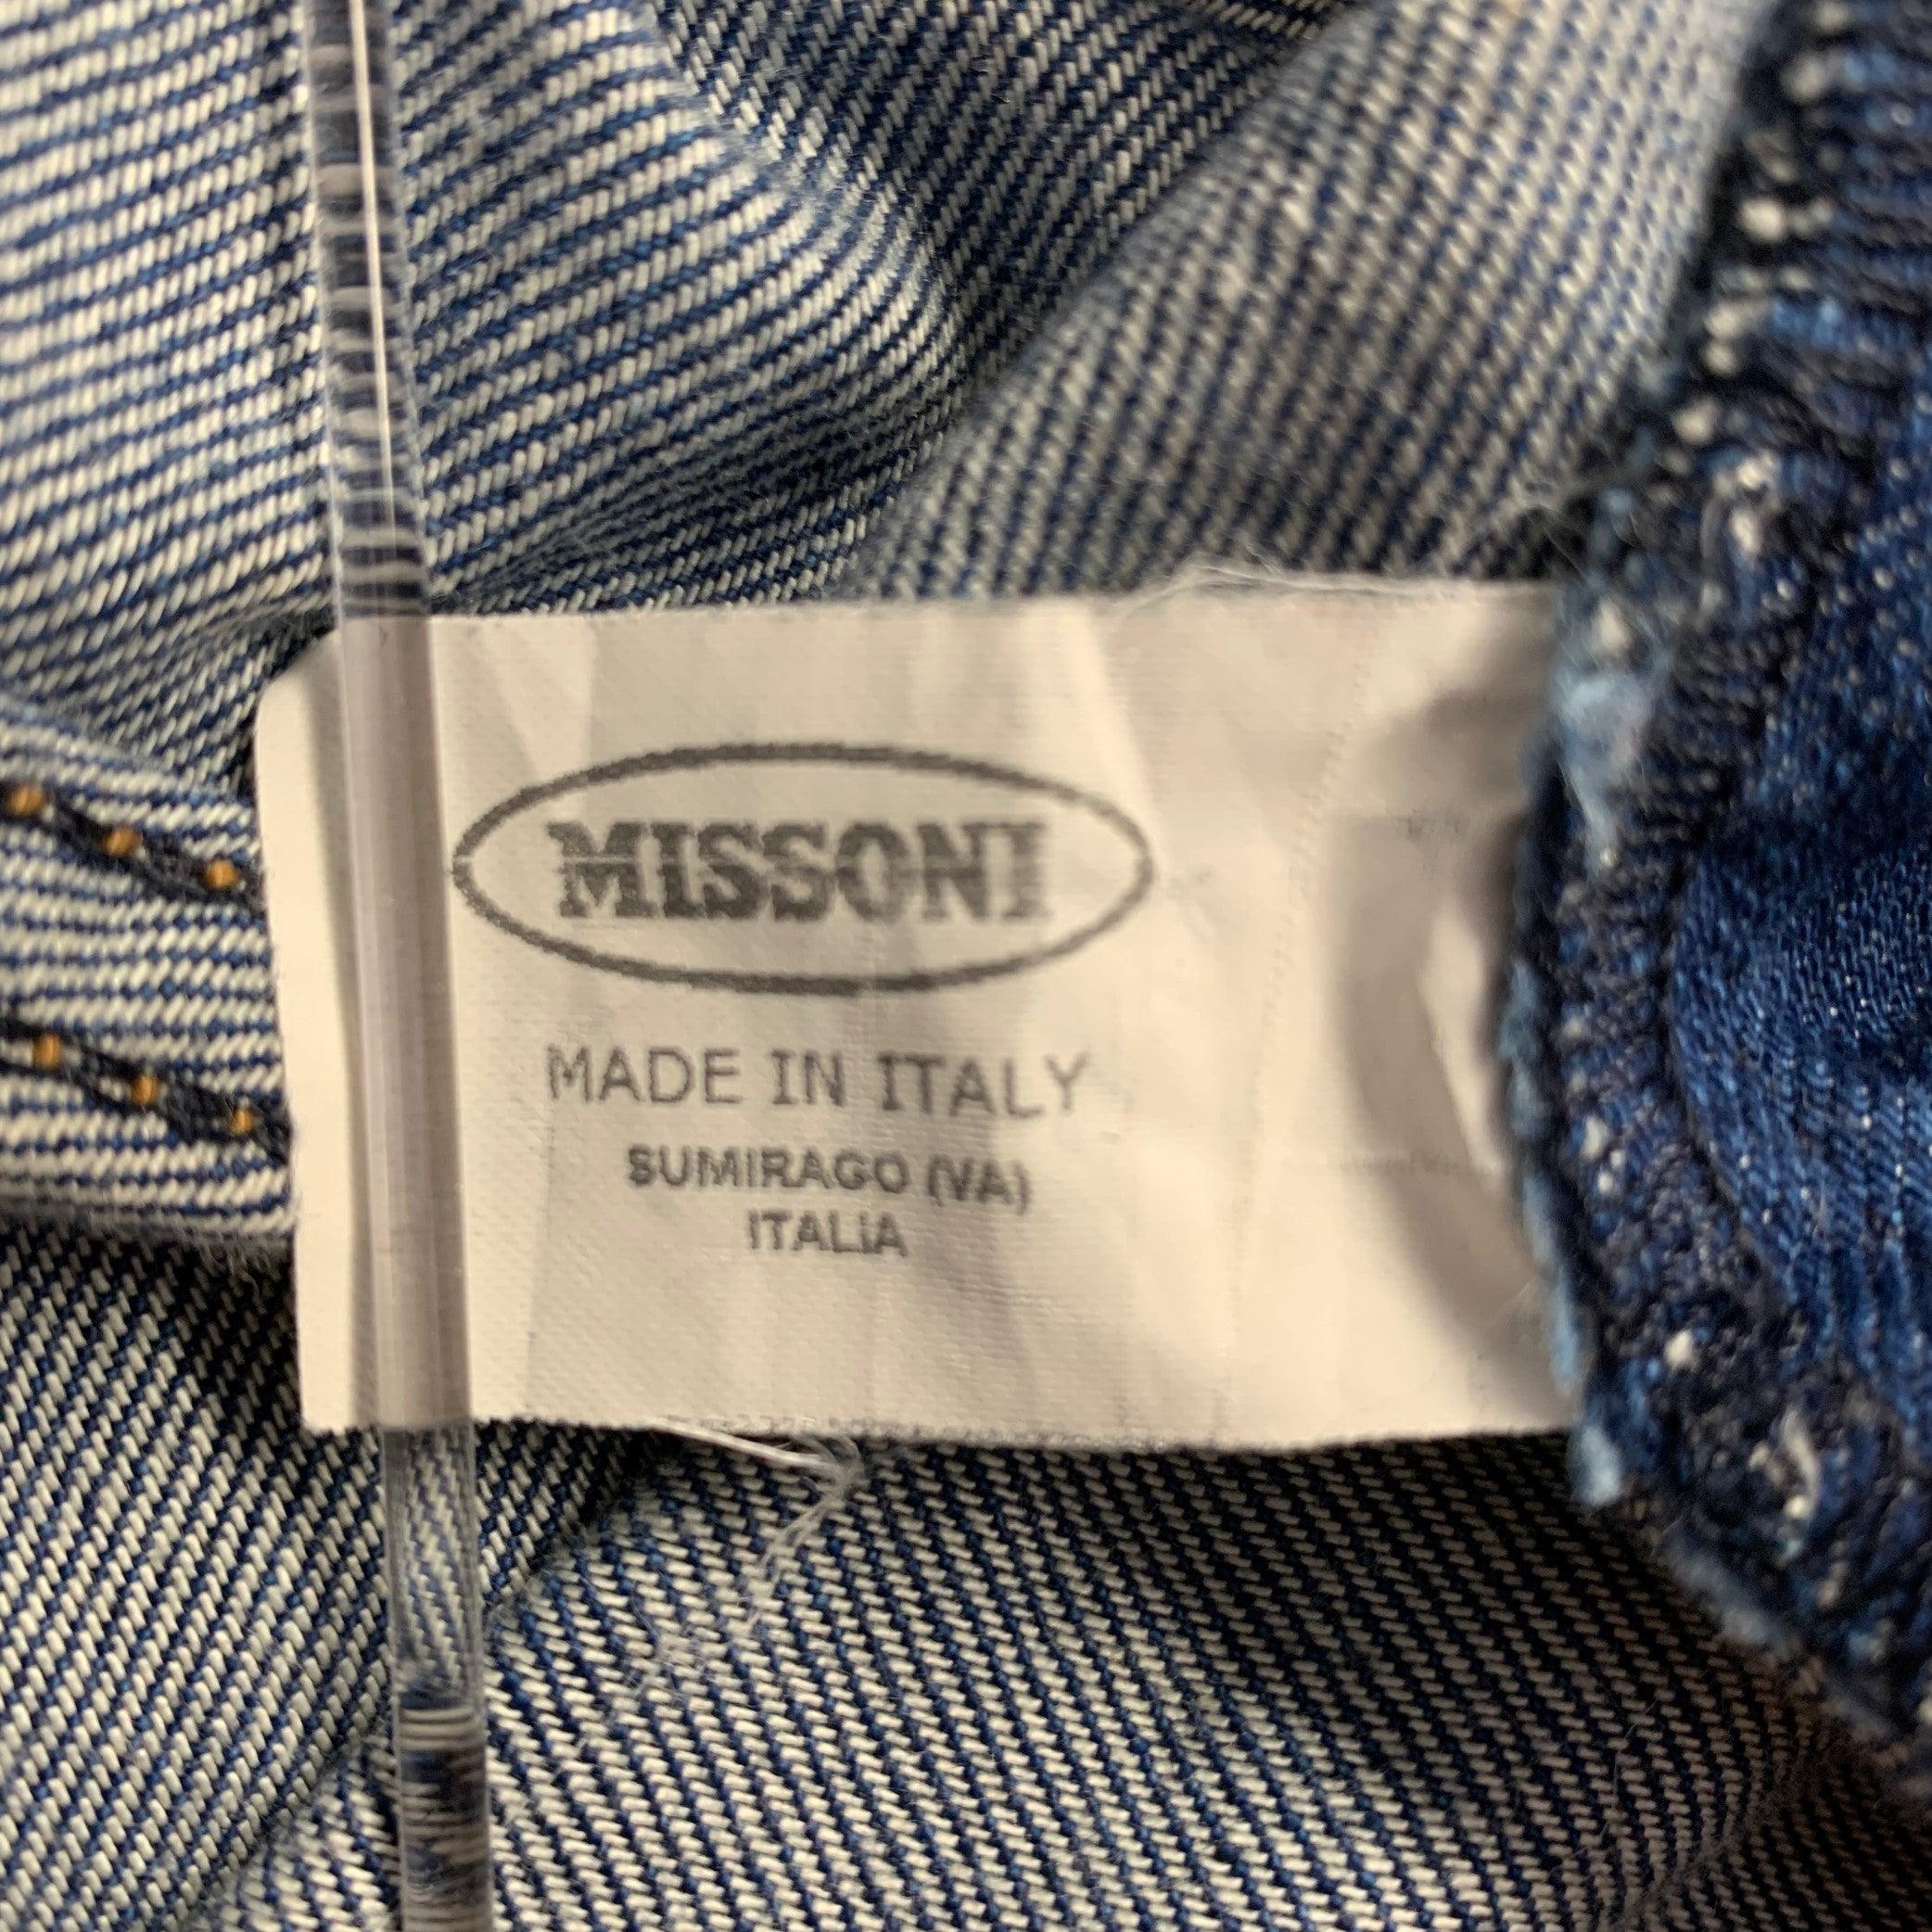 MISSONI
MADE IN ITALY
SUMIRAGO (VA)
ITALIA